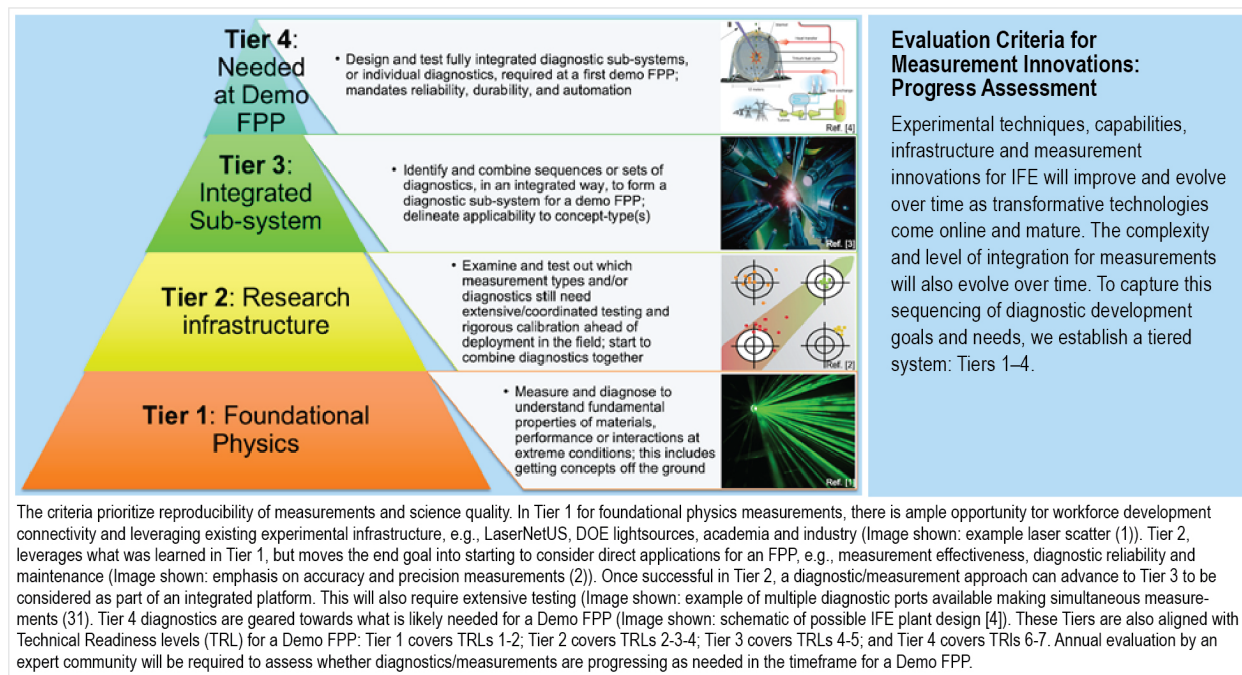 Tier 4:
Needed
at Demo
FPP
• Design and test fully integrated diagnostic sub-systems,
or individual diagnostics, required at a first demo FPP;
mandates reliability, durability, and automation
Ref. [4]
Tier 3:
Integrated
Sub-system
• Identify and combine sequences or sets of
diagnostics, in an integrated way, to form a
diagnostic sub-system for a demo FPP;
delineate applicability to concept-type(s)
Ref. [3]
Tier 2: Research
infrastructure
• Examine and test out which
measurement types and/or
diagnostics still need
extensive/coordinated testing and
rigorous calibration ahead of
deployment in the field; start to
combine diagnostics together
Ref. [2]
Tier 1: Foundational
Physics
• Measure and diagnose to
understand fundamental
properties of materials,
performance or interactions at
extreme conditions; this includes
getting concepts off the ground
Ref. [1]
Evaluation Criteria for
Measurement Innovations:
Progress Assessment
Experimental techniques, capabilities,
infrastructure and measurement
innovations for IFE will improve and evolve
over time as transformative technologies
come online and mature. The complexity
and level of integration for measurements
will also evolve over time. To capture this
sequencing of diagnostic development
goals and needs, we establish a tiered
system: Tiers 1–4.
The criteria prioritize reproducibility of measurements and science quality. In Tier 1 for foundational physics measurements, there is ample opportunity tor workforce development
connectivity and leveraging existing experimental infrastructure, e.g., LaserNetUS, DOE lightsources, academia and industry (Image shown: example laser scatter (1)). Tier 2,
leverages what was learned in Tier 1, but moves the end goal into starting to consider direct applications for an FPP, e.g., measurement effectiveness, diagnostic reliability and
maintenance (Image shown: emphasis on accuracy and precision measurements (2)). Once successful in Tier 2, a diagnostic/measurement approach can advance to Tier 3 to be
considered as part of an integrated platform. This will also require extensive testing (Image shown: example of multiple diagnostic ports available making simultaneous measure-
ments (31). Tier 4 diagnostics are geared towards what is likely needed for a Demo FPP (Image shown: schematic of possible IFE plant design [4]). These Tiers are also aligned with
Technical Readiness levels (TRL) for a Demo FPP: Tier 1 covers TRLs 1-2; Tier 2 covers TRLs 2-3-4; Tier 3 covers TRLs 4-5; and Tier 4 covers TRIs 6-7. Annual evaluation by an
expert community will be required to assess whether diagnostics/measurements are progressing as needed in the timeframe for a Demo FPP.